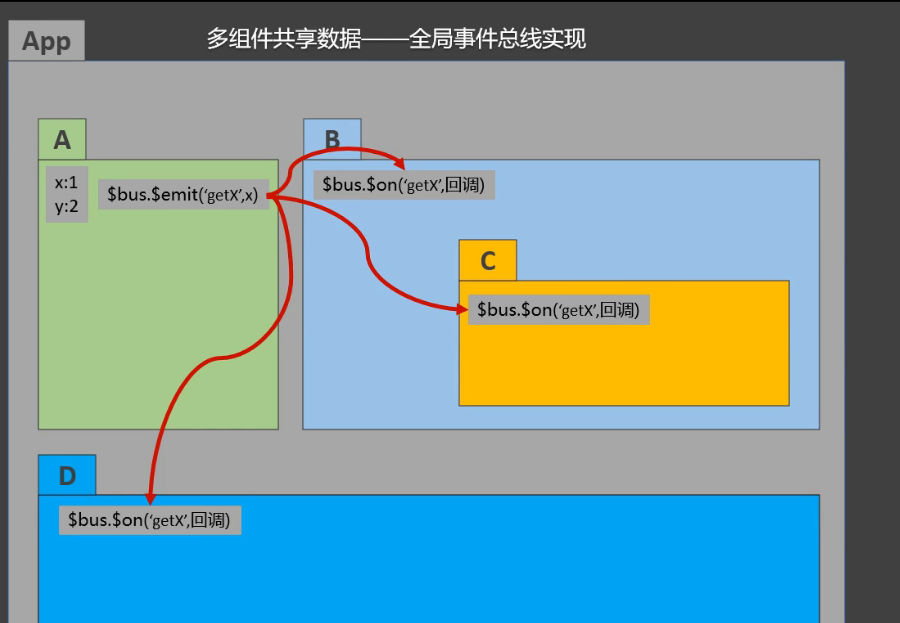 App
多组件共享数据——全局事件总线实现
A
B
x:1
y:2
$bus.$emit(‘getX’,x)
$bus.$on(‘getX’,回调)
C
$bus.$on(‘getX’,回调)
D
$bus.$on(‘getX’,回调)